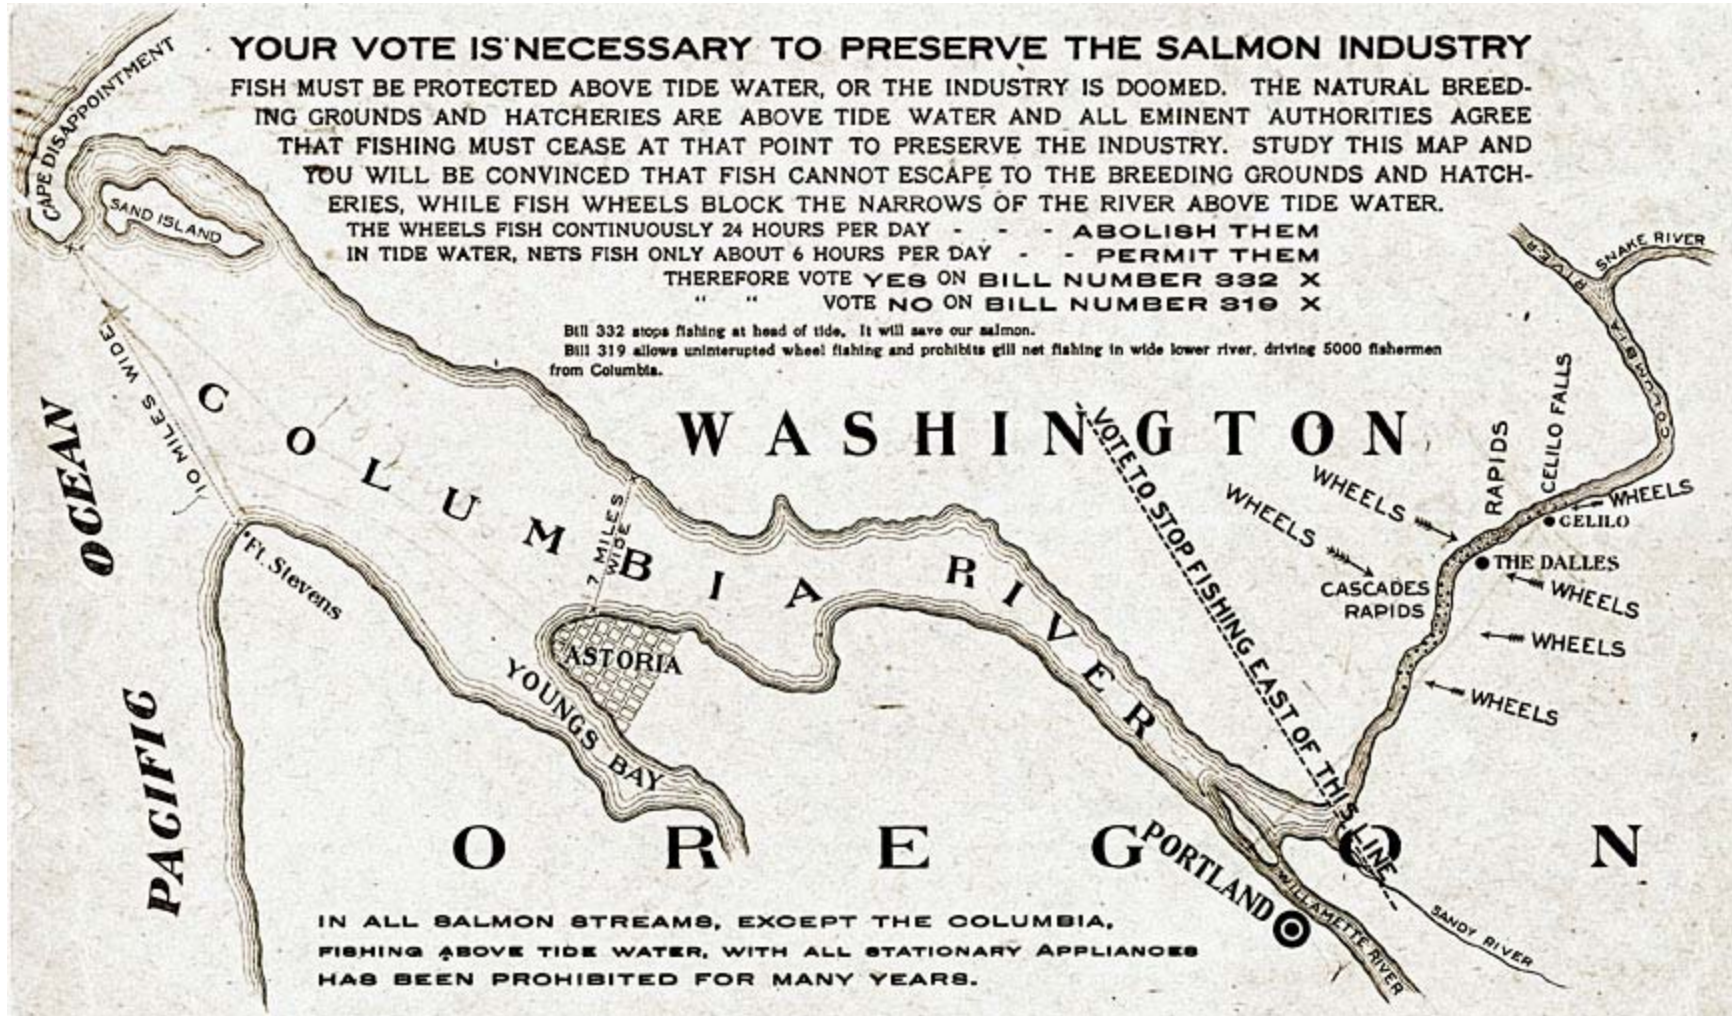 YOUR VOTE IS NECESSARY TO PRESERVE THE SALMON INDUSTRY
FISH MUST BE PROTECTED ABOVE TIDE WATER, OR THE INDUSTRY IS DOOMED. THE NATURAL BREED-
ING GROUNDS AND HATCHERIES ARE ABOVE TIDE WATER AND ALL EMINENT AUTHORITIES AGREE
THAT FISHING MUST CEASE AT THAT POINT TO PRESERVE THE INDUSTRY. STUDY THIS MAP AND
YOU WILL BE CONVINCED THAT FISH CANNOT ESCAPE TO THE BREEDING GROUNDS AND HATCH-
ERIES, WHILE FISH WHEELS BLOCK THE NARROWS OF THE RIVER ABOVE TIDE WATER.
THE WHEELS FISH CONTINUOUSLY 24 HOURS PER DAY - - - ABOLISH THEM
IN TIDE WATER, NETS FISH ONLY ABOUT 6 HOURS PER DAY - - PERMIT THEM
THEREFORE VOTE YES ON BILL NUMBER 332 X
" " VOTE NO ON BILL NUMBER 319 X
Bill 332 stops fishing at head of tide. It will save our salmon.
Bill 319 allows uninterupted wheel fishing and prohibits gill net fishing in wide lower river, driving 5000 fishermen
from Columbia.
CAPE DISAPPOINTMENT
SAND ISLAND
10 MILES WIDE
PACIFIC OCEAN
COLUMBIA RIVER
Ft. Stevens
7 MILES
WIDE
ASTORIA
YOUNGS BAY
WASHINGTON
VOTE TO STOP FISHING EAST OF THIS LINE
SNAKE RIVER
COLUMBIA RIVER
CELILO FALLS
RAPIDS
WHEELS
WHEELS
WHEELS
CELILO
THE DALLES
CASCADES
RAPIDS
WHEELS
WHEELS
WHEELS
OREGON
PORTLAND
WILLAMETTE RIVER
SANDY RIVER
IN ALL SALMON STREAMS, EXCEPT THE COLUMBIA,
FISHING ABOVE TIDE WATER, WITH ALL STATIONARY APPLIANCES
HAS BEEN PROHIBITED FOR MANY YEARS.